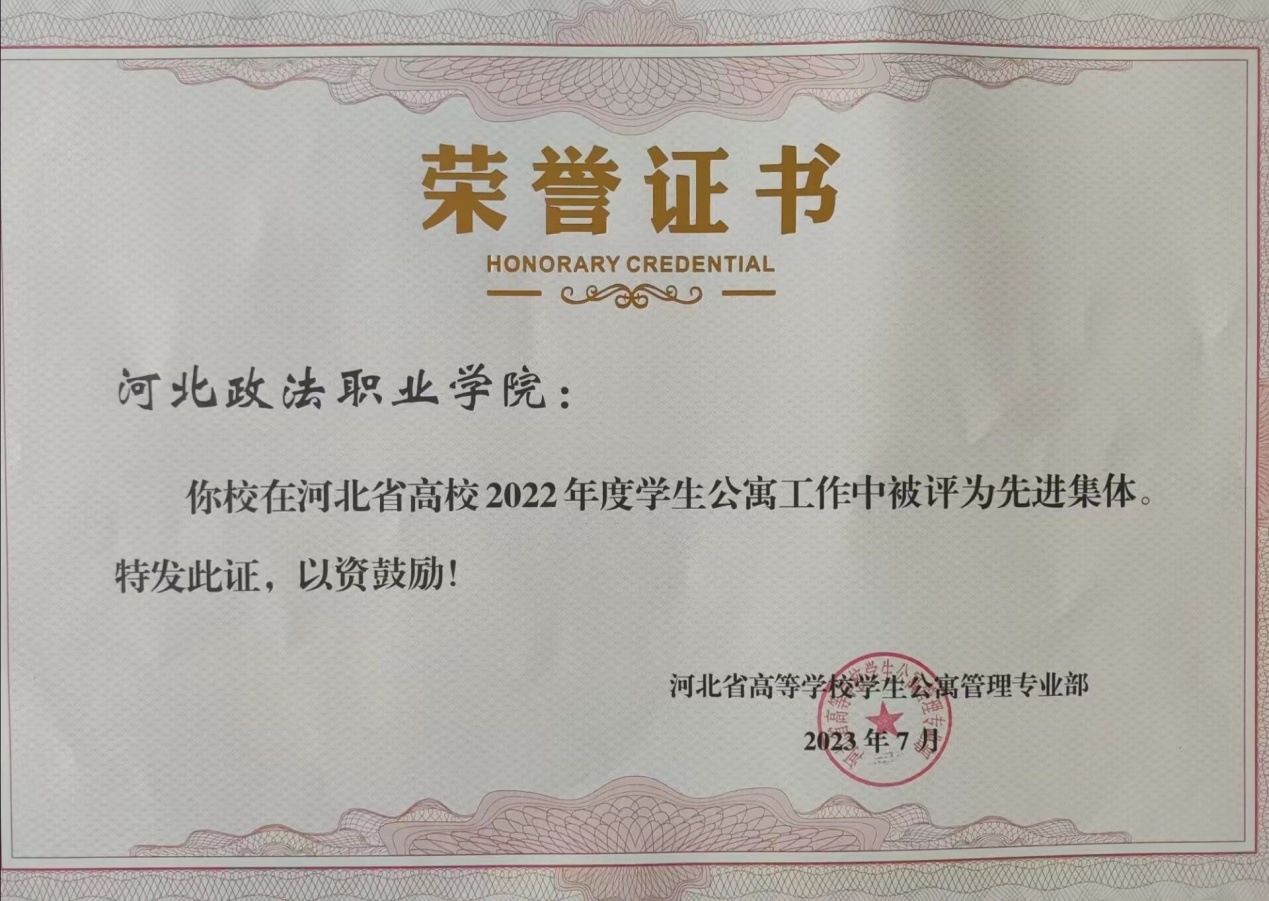 荣誉证书
HONORARY CREDENTIAL
河北政法职业学院：
你校在河北省高校2022年度学生公寓工作中被评为先进集体。
特发此证，以资鼓励！
河北省高等学校学生公寓管理专业部
2023年7月